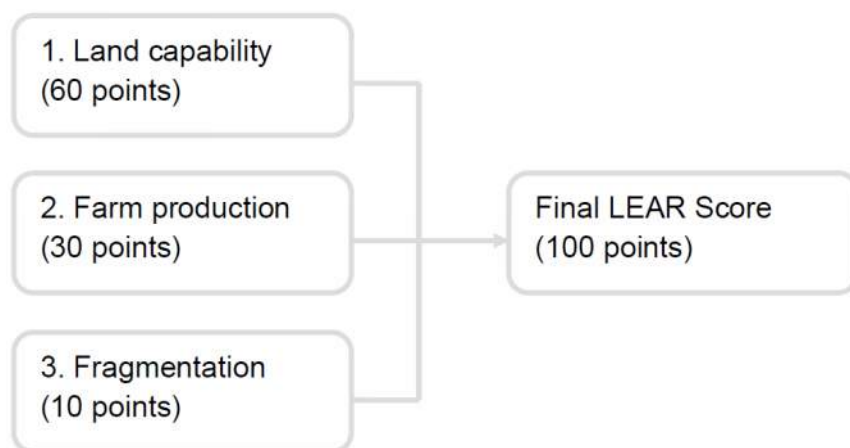 1. Land capability
(60 points)
2. Farm production
(30 points)
Final LEAR Score
(100 points)
3. Fragmentation
(10 points)